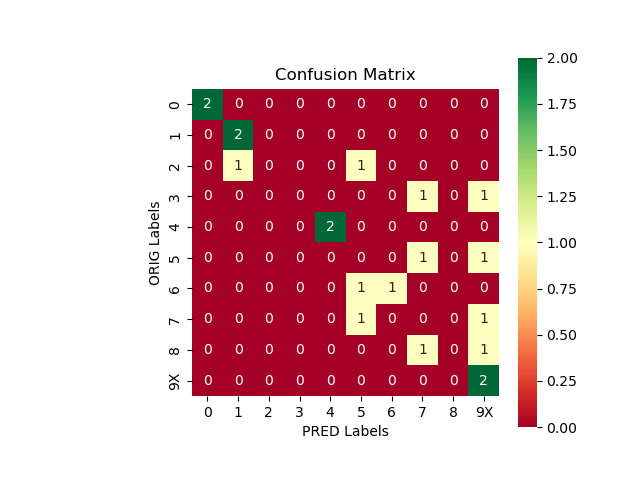 Confusion Matrix
ORIG Labels
0 2 0 0 0 0 0 0 0 0 0
1 0 2 0 0 0 0 0 0 0 0
2 0 1 0 0 0 1 0 0 0 0
3 0 0 0 0 0 0 0 1 0 1
4 0 0 0 0 2 0 0 0 0 0
5 0 0 0 0 0 0 0 1 0 1
6 0 0 0 0 0 1 1 0 0 0
7 0 0 0 0 0 1 0 0 0 1
8 0 0 0 0 0 0 0 1 0 1
9X 0 0 0 0 0 0 0 0 0 2
0 1 2 3 4 5 6 7 8 9X
PRED Labels
2.00
1.75
1.50
1.25
1.00
0.75
0.50
0.25
0.00